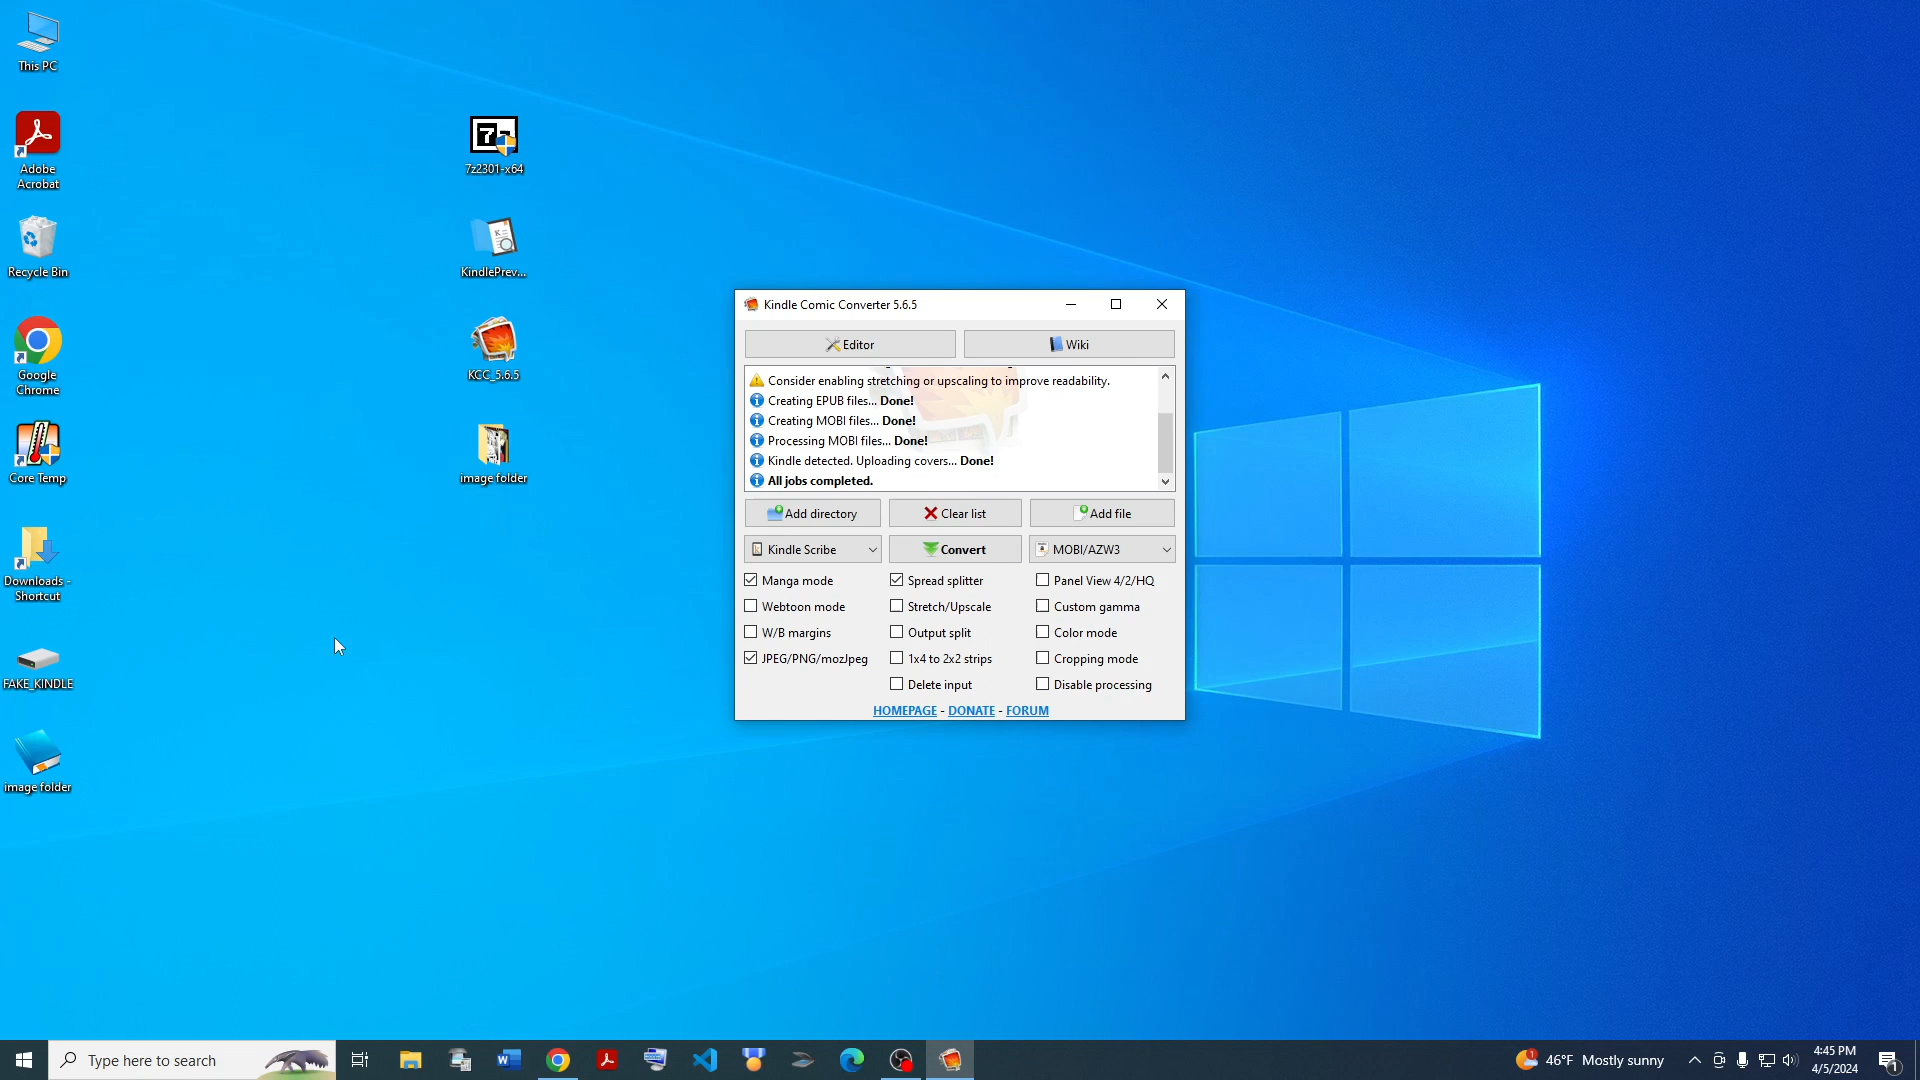 This PC
Adobe
Acrobat
Recycle Bin
Google
Chrome
Core Temp
Downloads -
Shortcut
FAKE_KINDLE
image folder
7z2301-x64
KindlePrev...
KCC_5.6.5
image folder
Kindle Comic Converter 5.6.5
Editor
Wiki
Consider enabling stretching or upscaling to improve readability.
Creating EPUB files... Done!
Creating MOBI files... Done!
Processing MOBI files... Done!
Kindle detected. Uploading covers... Done!
All jobs completed.
Add directory
Clear list
Add file
Kindle Scribe
Convert
MOBI/AZW3
Manga mode
Spread splitter
Panel View 4/2/HQ
Webtoon mode
Stretch/Upscale
Custom gamma
W/B margins
Output split
Color mode
JPEG/PNG/mozJpeg
1x4 to 2x2 strips
Cropping mode
Delete input
Disable processing
HOMEPAGE - DONATE - FORUM
Type here to search
46°F Mostly sunny
4:45 PM
4/5/2024